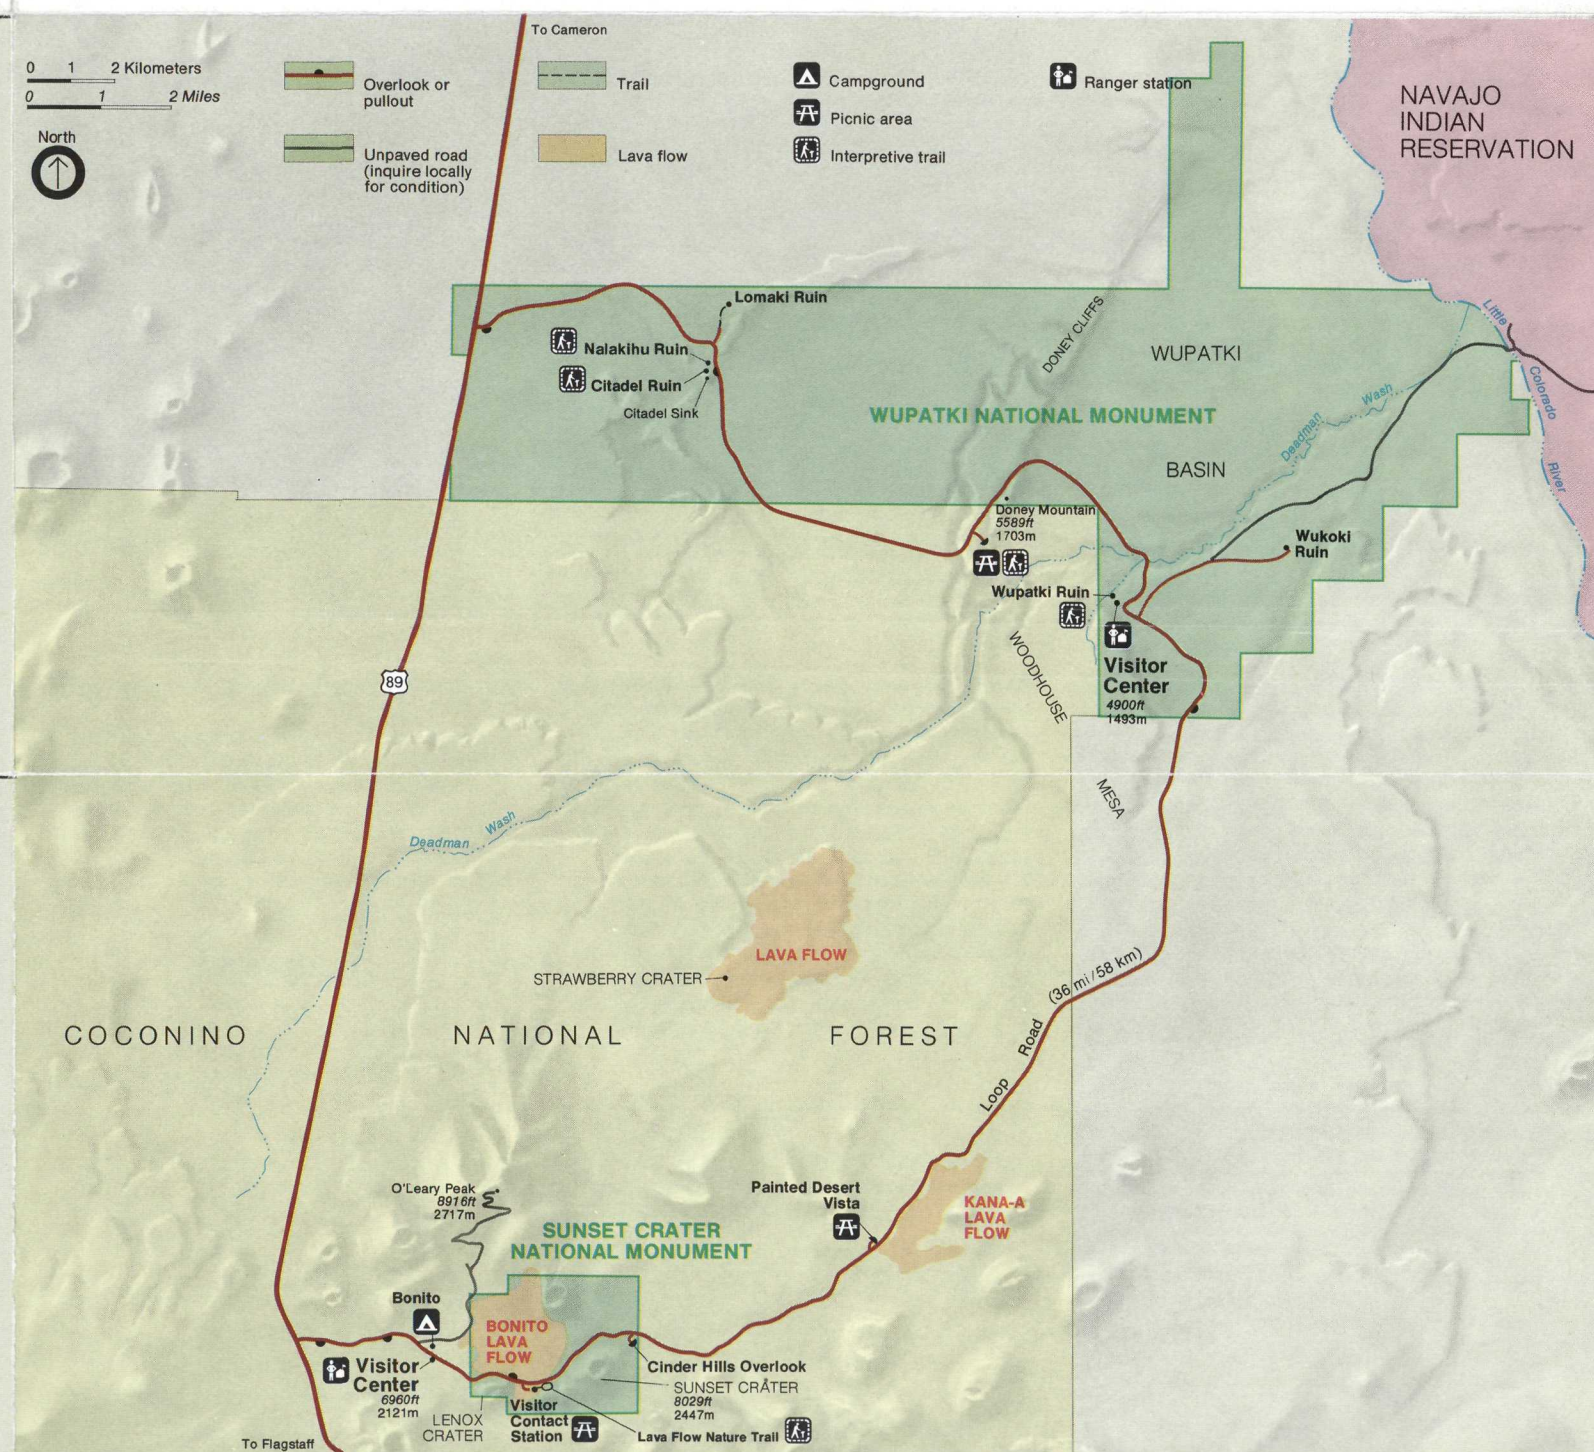 To Cameron
0 1 2 Kilometers
0 1 2 Miles
North
Overlook or
pullout
Unpaved road
(inquire locally
for condition)
Trail
Lava flow
Campground
Picnic area
Interpretive trail
Ranger station
NAVAJO
INDIAN
RESERVATION
Lomaki Ruin
Nalakihu Ruin
Citadel Ruin
Citadel Sink
DONEY CLIFFS
WUPATKI
BASIN
WUPATKI NATIONAL MONUMENT
Deadman Wash
Little
Colorado
River
Doney Mountain
5589ft
1703m
Wukoki
Ruin
Wupatki Ruin
Visitor
Center
4900ft
1493m
WOODHOUSE
MESA
89
Deadman Wash
LAVA FLOW
STRAWBERRY CRATER
COCONINO NATIONAL FOREST
Loop Road (36 mi/58 km)
O'Leary Peak
8916ft
2717m
Painted Desert
Vista
KANA-A
LAVA
FLOW
SUNSET CRATER
NATIONAL MONUMENT
Bonito
BONITO
LAVA
FLOW
Visitor
Center
6960ft
2121m
Cinder Hills Overlook
SUNSET CRATER
8029ft
2447m
LENOX
CRATER
Visitor
Contact
Station
Lava Flow Nature Trail
To Flagstaff